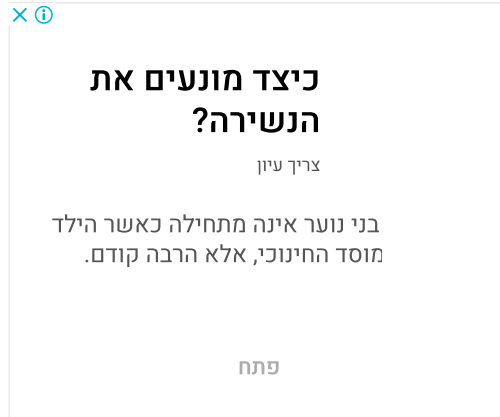 כיצד מונעים את
הנשירה?
צריך עיון
בני נוער אינה מתחילה כאשר הילד
מוסד החינוכי, אלא הרבה קודם.
פתח